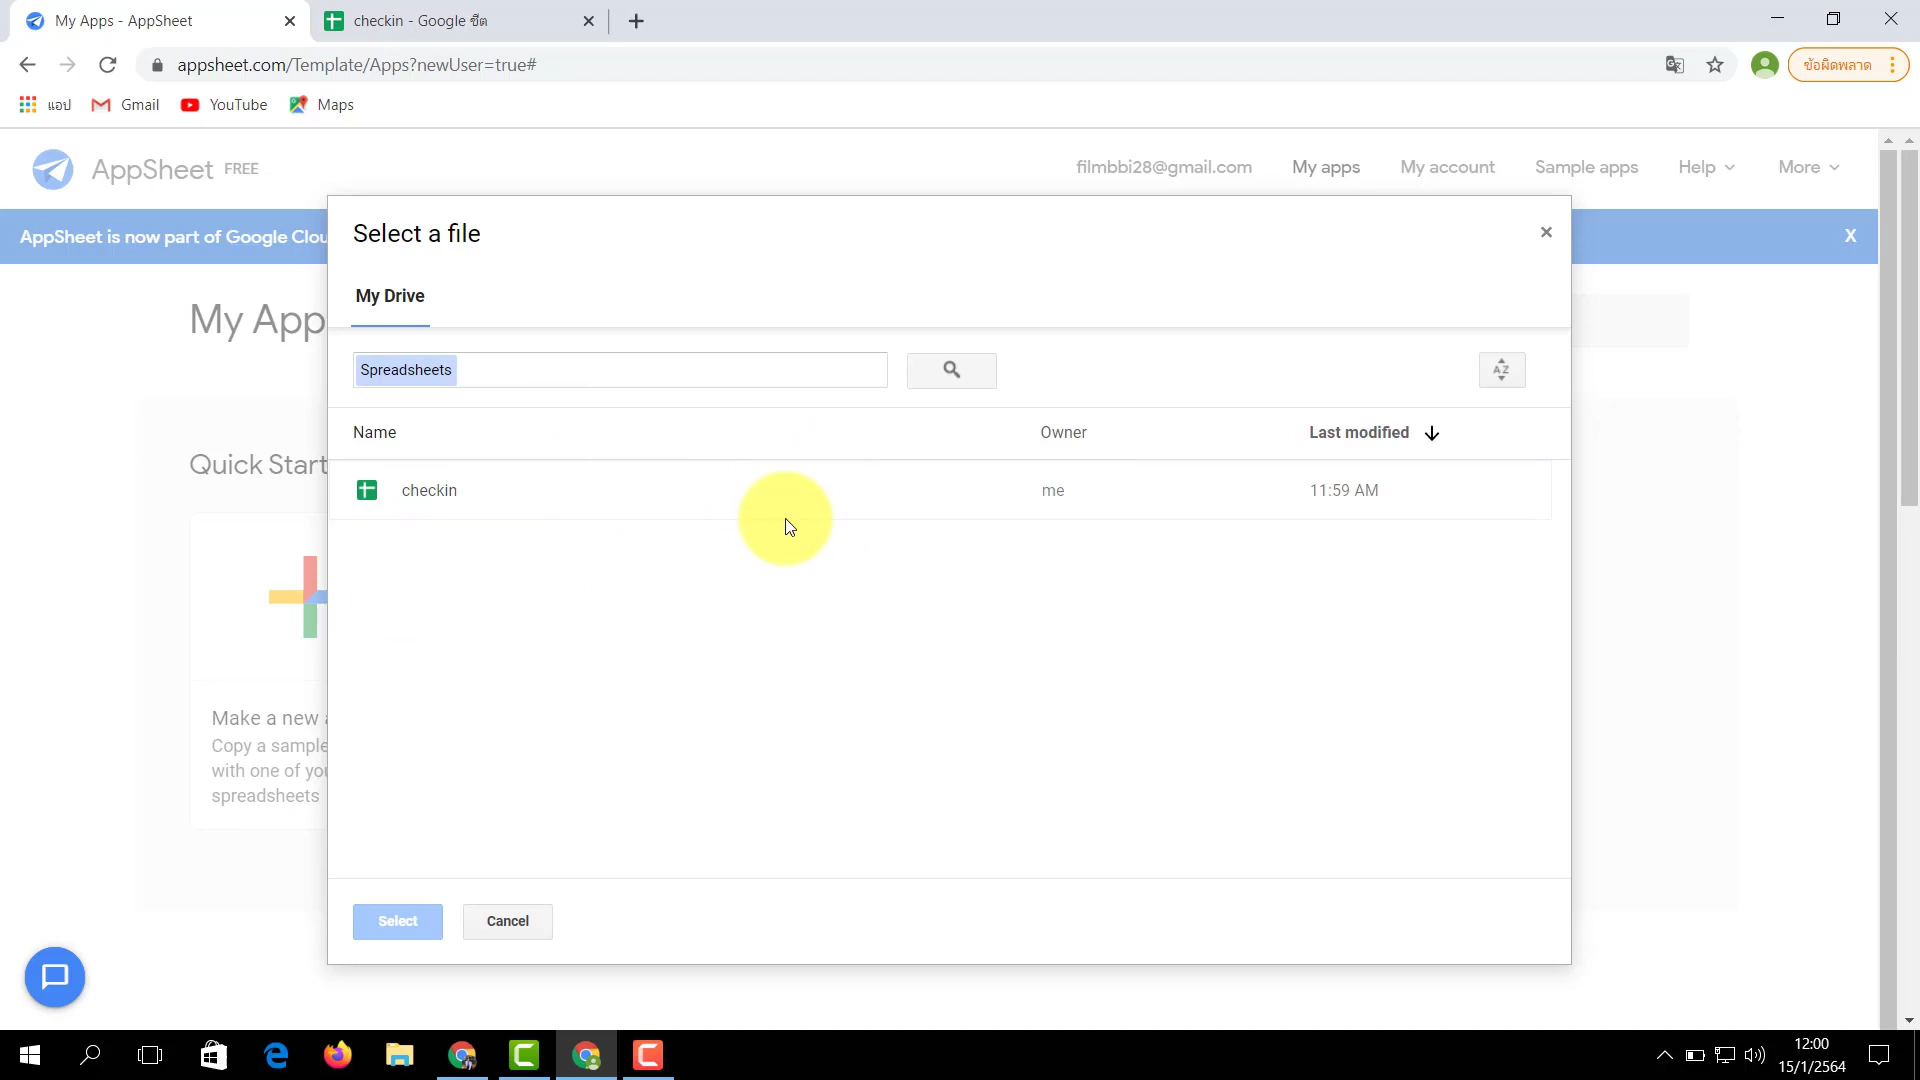 My Apps - AppSheet
checkin - Google ชีต
appsheet.com/Template/Apps?newUser=true#
ข้อผิดพลาด
แอป
Gmail
YouTube
Maps
AppSheet FREE
filmbbi28@gmail.com
My apps
My account
Sample apps
Help
More
AppSheet is now part of Google Clou
X
My App
Select a file
My Drive
Spreadsheets
AZ
Name
Owner
Last modified
checkin
me
11:59 AM
Quick Start
Make a new a
Copy a sample
with one of you
spreadsheets
Select
Cancel
12:00
15/1/2564